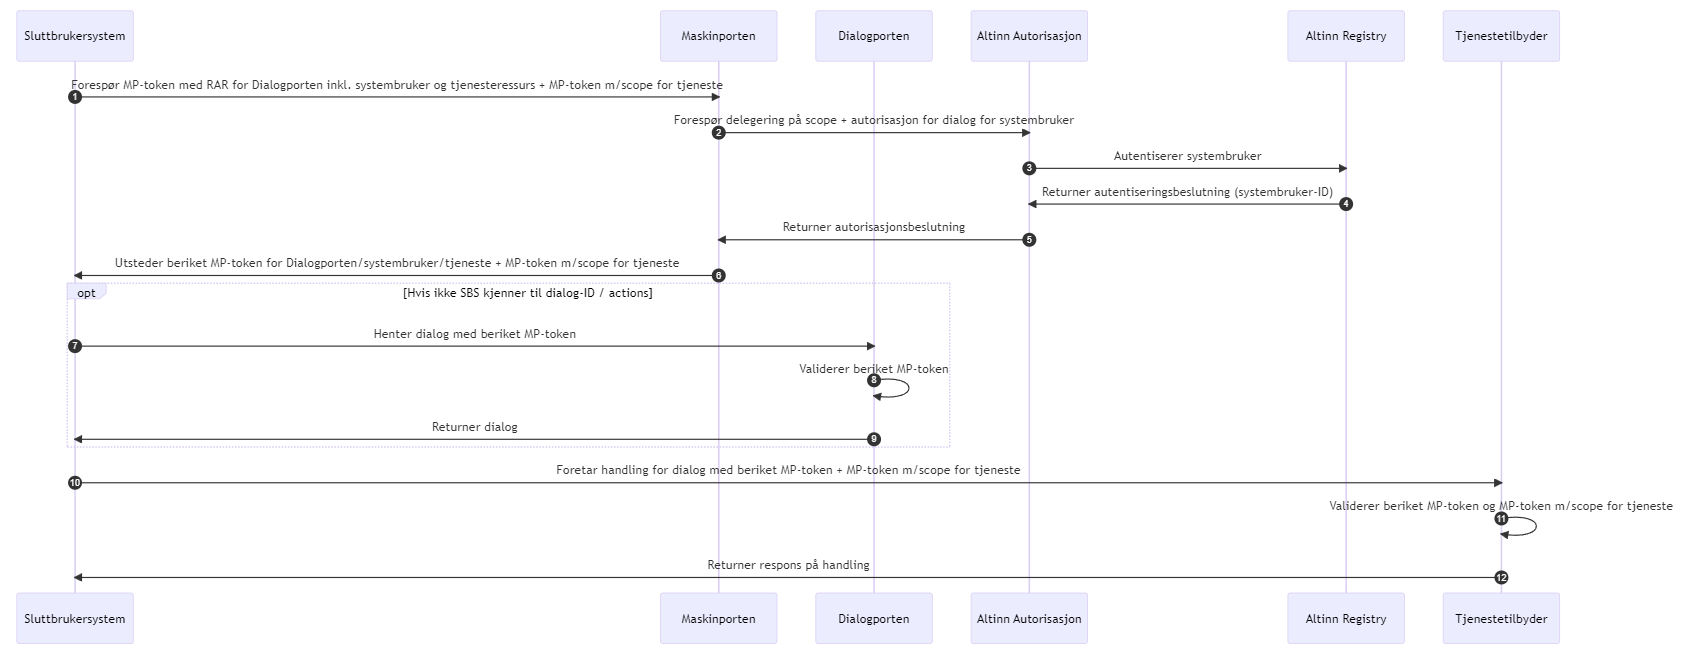 Sluttbrukersystem
Maskinporten
Dialogporten
Altinn Autorisasjon
Altinn Registry
Tjenestetilbyder
Forespør MP-token med RAR for Dialogporten inkl. systembruker og tjenesteressurs + MP-token m/scope for tjeneste
1
Forespør delegering på scope + autorisasjon for dialog for systembruker
2
Autentiserer systembruker
3
Returner autentiseringsbeslutning (systembruker-ID)
4
Returner autorisasjonsbeslutning
5
Utsteder beriket MP-token for Dialogporten/systembruker/tjeneste + MP-token m/scope for tjeneste
6
opt
[Hvis ikke SBS kjenner til dialog-ID / actions]
Henter dialog med beriket MP-token
7
Validerer beriket MP-token
8
Returner dialog
9
Foretar handling for dialog med beriket MP-token + MP-token m/scope for tjeneste
10
Validerer beriket MP-token og MP-token m/scope for tjeneste
11
Returner respons på handling
12
Sluttbrukersystem
Maskinporten
Dialogporten
Altinn Autorisasjon
Altinn Registry
Tjenestetilbyder